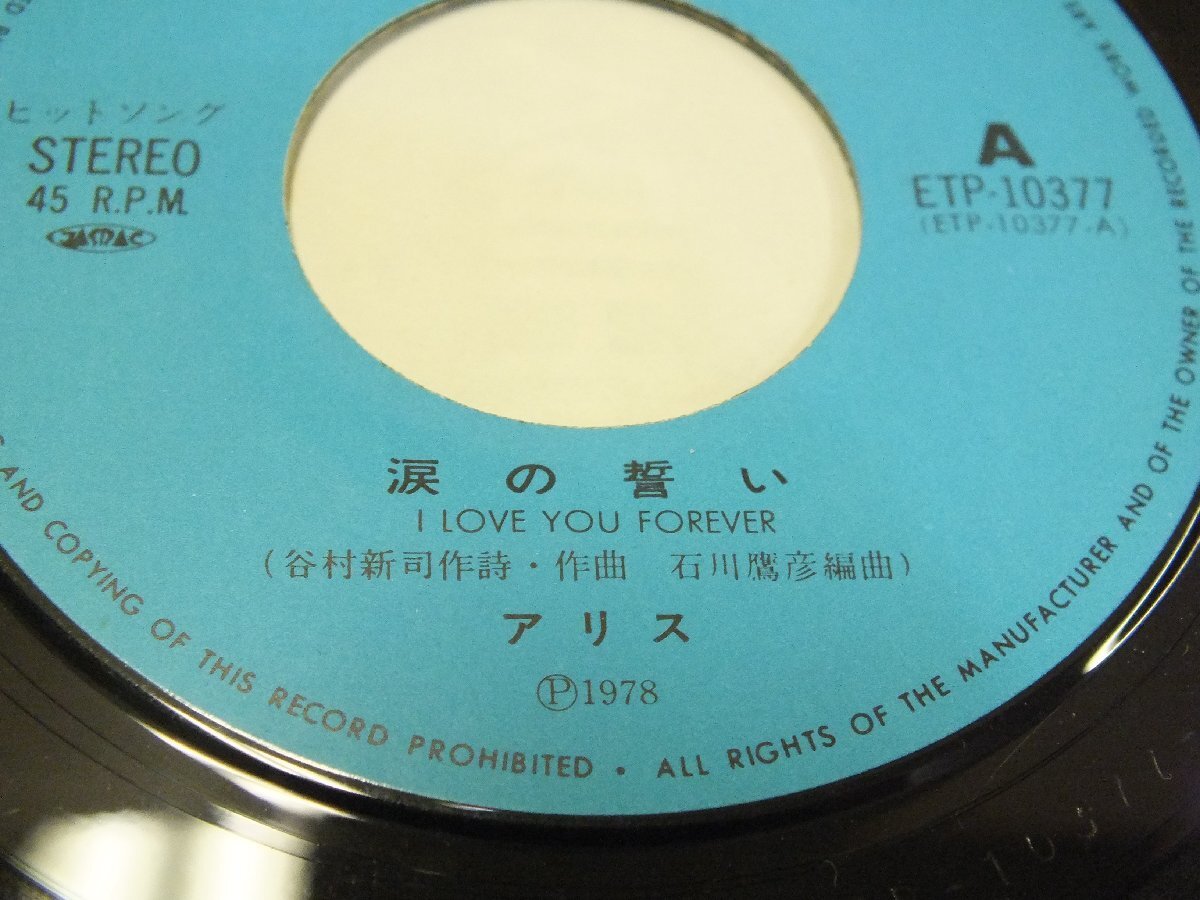 ヒットソング
STEREO
45 R.P.M.
JASRAC
A
ETP-10377
(ETP-10377-A)
涙の誓い
I LOVE YOU FOREVER
(谷村新司作詩・作曲 石川鷹彦編曲)
アリス
Ⓟ1978
AND COPYING OF THIS RECORD PROHIBITED • ALL RIGHTS OF THE MANUFACTURER AND OF THE OWNER OF THE RECORDED WORK